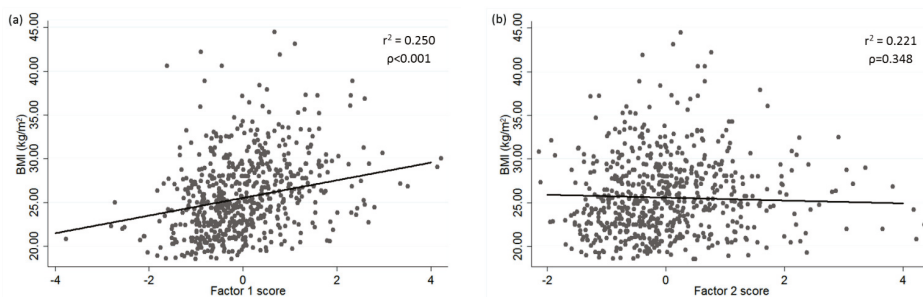 (a)
45.00
40.00
35.00
30.00
25.00
20.00
BMI (kg/m²)
r² = 0.250
ρ<0.001
-4
-2
0
2
4
Factor 1 score
(b)
45.00
40.00
35.00
30.00
25.00
20.00
BMI (kg/m²)
r² = 0.221
ρ=0.348
-2
0
2
4
Factor 2 score